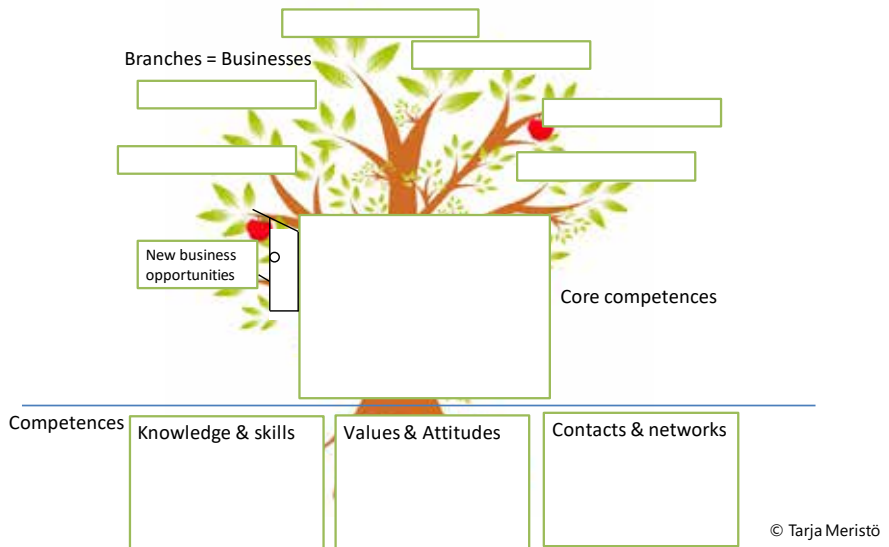 Branches = Businesses
New business
opportunities
Core competences
Competences
Knowledge & skills
Values & Attitudes
Contacts & networks
© Tarja Meristö